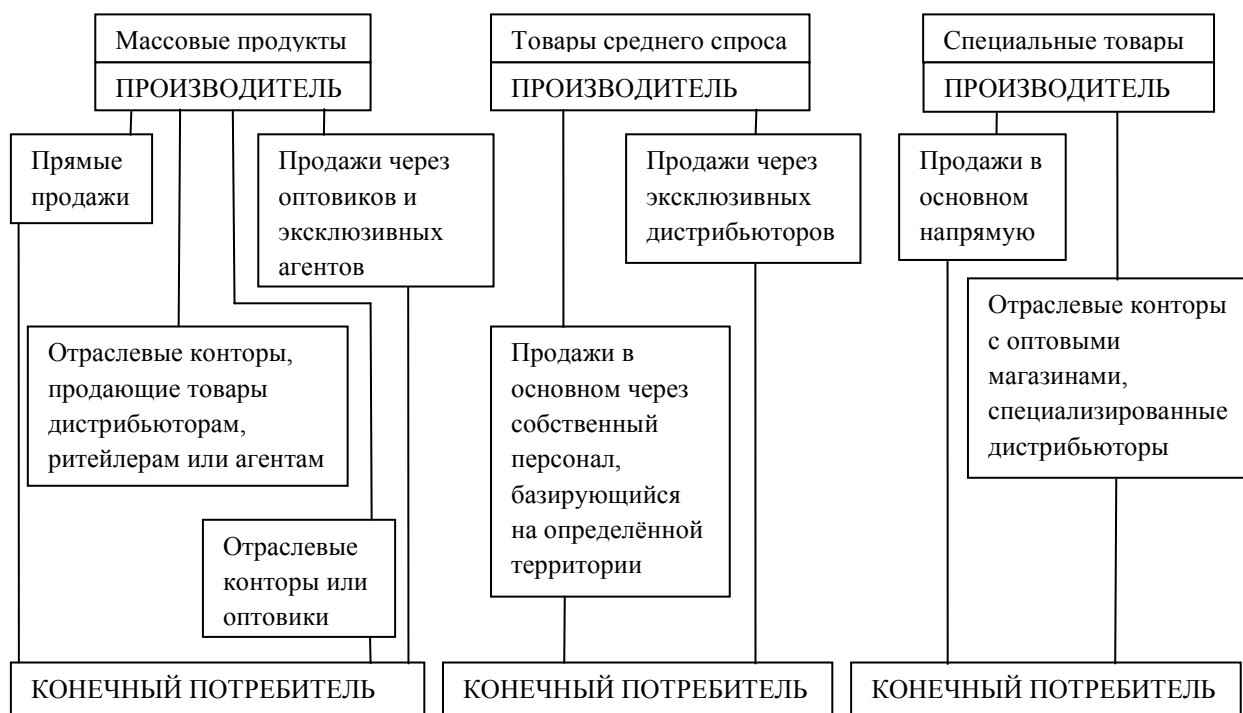 Массовые продукты
ПРОИЗВОДИТЕЛЬ
Прямые
продажи
Продажи через
оптовиков и
эксклюзивных
агентов
Отраслевые конторы,
продающие товары
дистрибьюторам,
ритейлерам или агентам
Отраслевые
конторы или
оптовики
КОНЕЧНЫЙ ПОТРЕБИТЕЛЬ
Товары среднего спроса
ПРОИЗВОДИТЕЛЬ
Продажи через
эксклюзивных
дистрибьюторов
Продажи в
основном через
собственный
персонал,
базирующийся
на определённой
территории
КОНЕЧНЫЙ ПОТРЕБИТЕЛЬ
Специальные товары
ПРОИЗВОДИТЕЛЬ
Продажи в
основном
напрямую
Отраслевые конторы
с оптовыми
магазинами,
специализированные
дистрибьюторы
КОНЕЧНЫЙ ПОТРЕБИТЕЛЬ